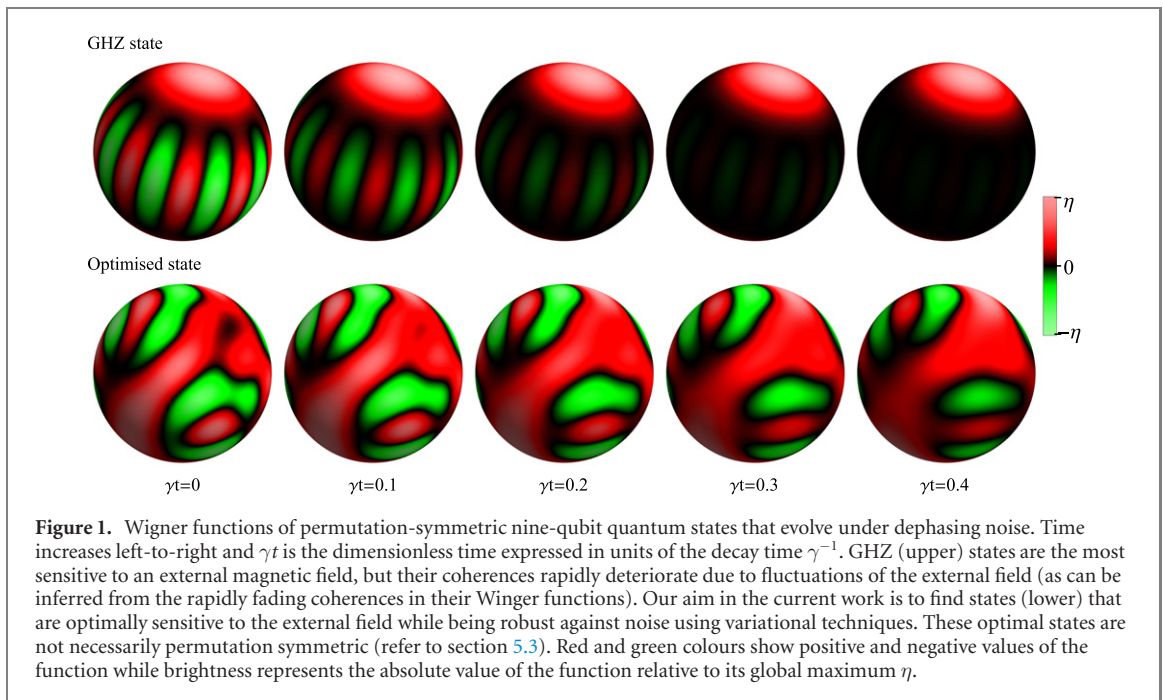 GHZ state
η
0
−η
Optimised state
γt=0
γt=0.1
γt=0.2
γt=0.3
γt=0.4
Figure 1. Wigner functions of permutation-symmetric nine-qubit quantum states that evolve under dephasing noise. Time
increases left-to-right and γt is the dimensionless time expressed in units of the decay time γ⁻¹. GHZ (upper) states are the most
sensitive to an external magnetic field, but their coherences rapidly deteriorate due to fluctuations of the external field (as can be
inferred from the rapidly fading coherences in their Winger functions). Our aim in the current work is to find states (lower) that
are optimally sensitive to the external field while being robust against noise using variational techniques. These optimal states are
not necessarily permutation symmetric (refer to section 5.3). Red and green colours show positive and negative values of the
function while brightness represents the absolute value of the function relative to its global maximum η.